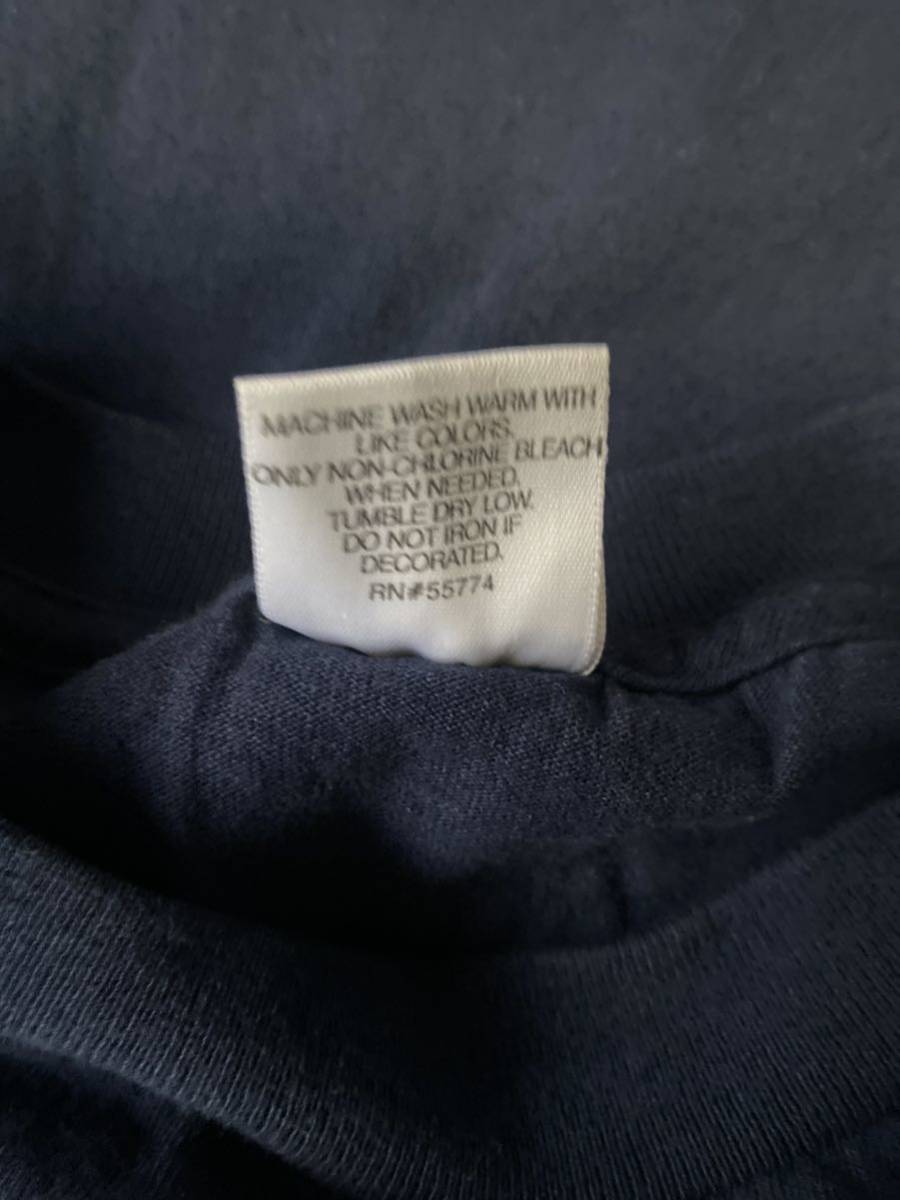 MACHINE WASH WARM WITH
LIKE COLORS.
ONLY NON-CHLORINE BLEACH
WHEN NEEDED.
TUMBLE DRY LOW.
DO NOT IRON IF
DECORATED.
RN#55774